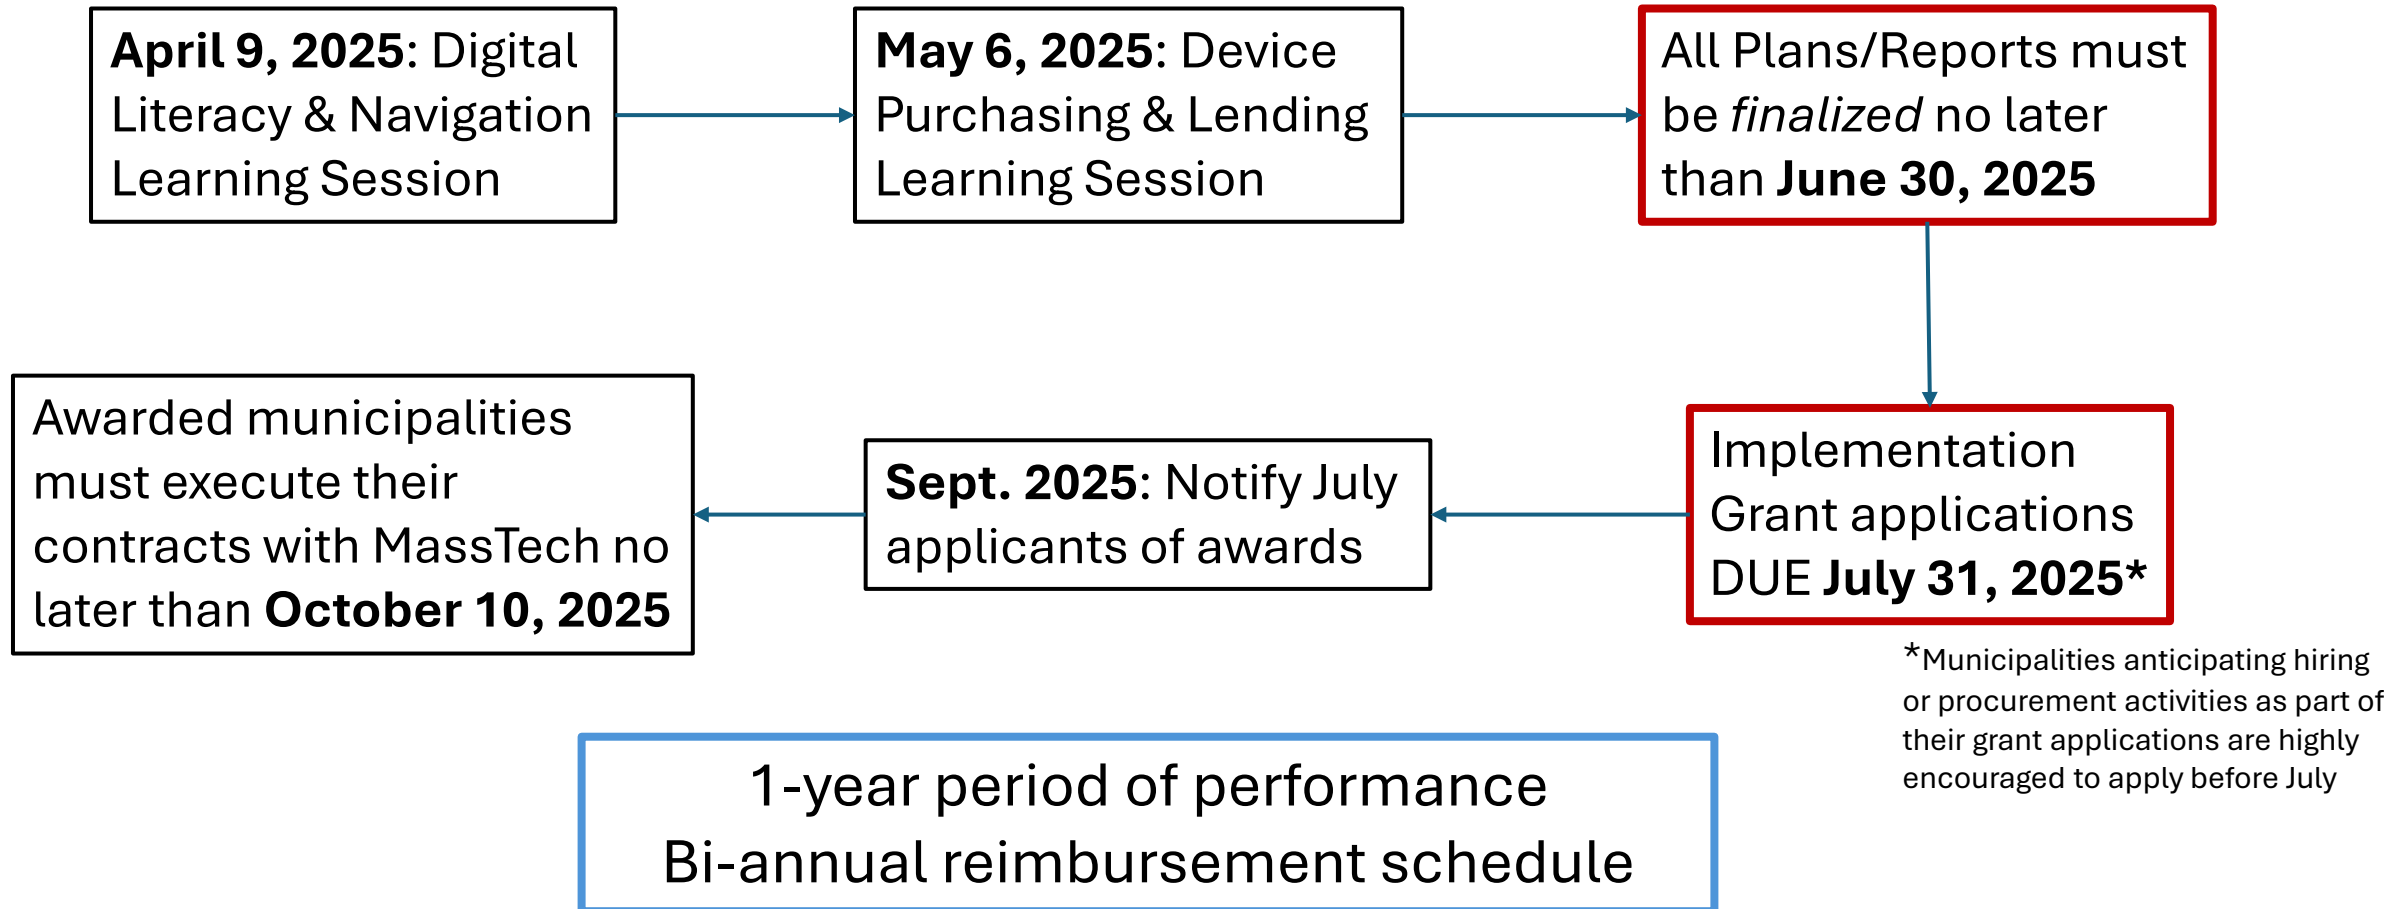 April 9, 2025: Digital
Literacy & Navigation
Learning Session
May 6, 2025: Device
Purchasing & Lending
Learning Session
All Plans/Reports must
be finalized no later
than June 30, 2025
Implementation
Grant applications
DUE July 31, 2025*
*Municipalities anticipating hiring
or procurement activities as part of
their grant applications are highly
encouraged to apply before July
Sept. 2025: Notify July
applicants of awards
Awarded municipalities
must execute their
contracts with MassTech no
later than October 10, 2025
1-year period of performance
Bi-annual reimbursement schedule